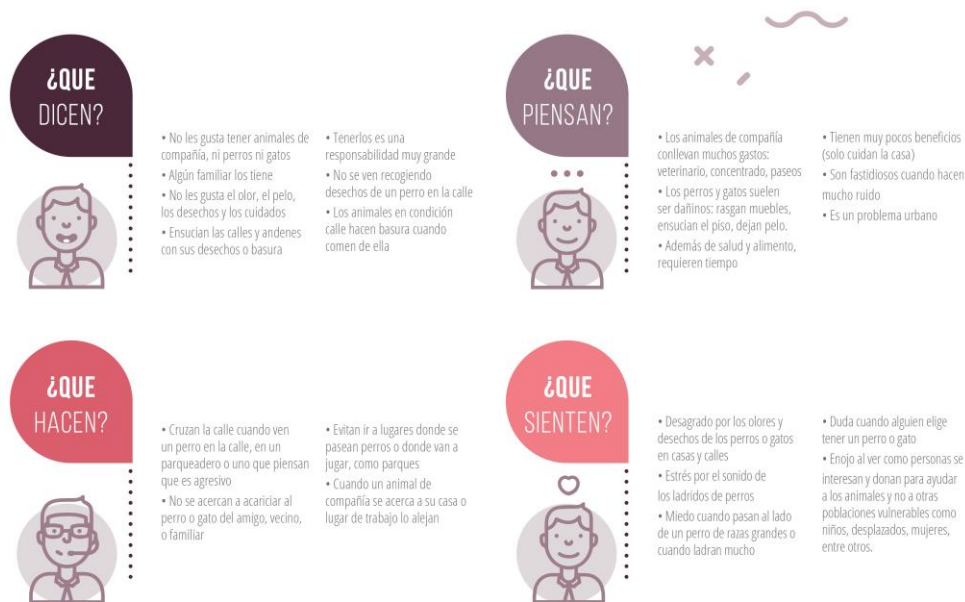 ¿QUE
DICEN?
• No les gusta tener animales de
compañía, ni perros ni gatos
• Algún familiar los tiene
• No les gusta el olor, el pelo,
los desechos y los cuidados
• Ensucian las calles y andenes
con sus desechos o basura
• Tenerlos es una
responsabilidad muy grande
• No se ven recogiendo
desechos de un perro en la calle
• Los animales en condición
calle hacen basura cuando
comen de ella
¿QUE
PIENSAN?
• Los animales de compañía
conllevan muchos gastos:
veterinario, concentrado, paseos
• Los perros y gatos suelen
ser dañinos: rasgan muebles,
ensucian el piso, dejan pelo.
• Además de salud y alimento,
requieren tiempo
• Tienen muy pocos beneficios
(solo cuidan la casa)
• Son fastidiosos cuando hacen
mucho ruido
• Es un problema urbano
¿QUE
HACEN?
• Cruzan la calle cuando ven
un perro en la calle, en un
parqueadero o uno que piensan
que es agresivo
• No se acercan a acariciar al
perro o gato del amigo, vecino,
o familiar
• Evitan ir a lugares donde se
pasean perros o donde van a
jugar, como parques
• Cuando un animal de
compañía se acerca a su casa o
lugar de trabajo lo alejan
¿QUE
SIENTEN?
• Desagrado por los olores y
desechos de los perros o gatos
en casas y calles
• Estrés por el sonido de
los ladridos de perros
• Miedo cuando pasan al lado
de un perro de razas grandes o
cuando ladran mucho
• Duda cuando alguien elige
tener un perro o gato
• Enojo al ver como personas se
interesan y donan para ayudar
a los animales y no a otras
poblaciones vulnerables como
niños, desplazados, mujeres,
entre otros.